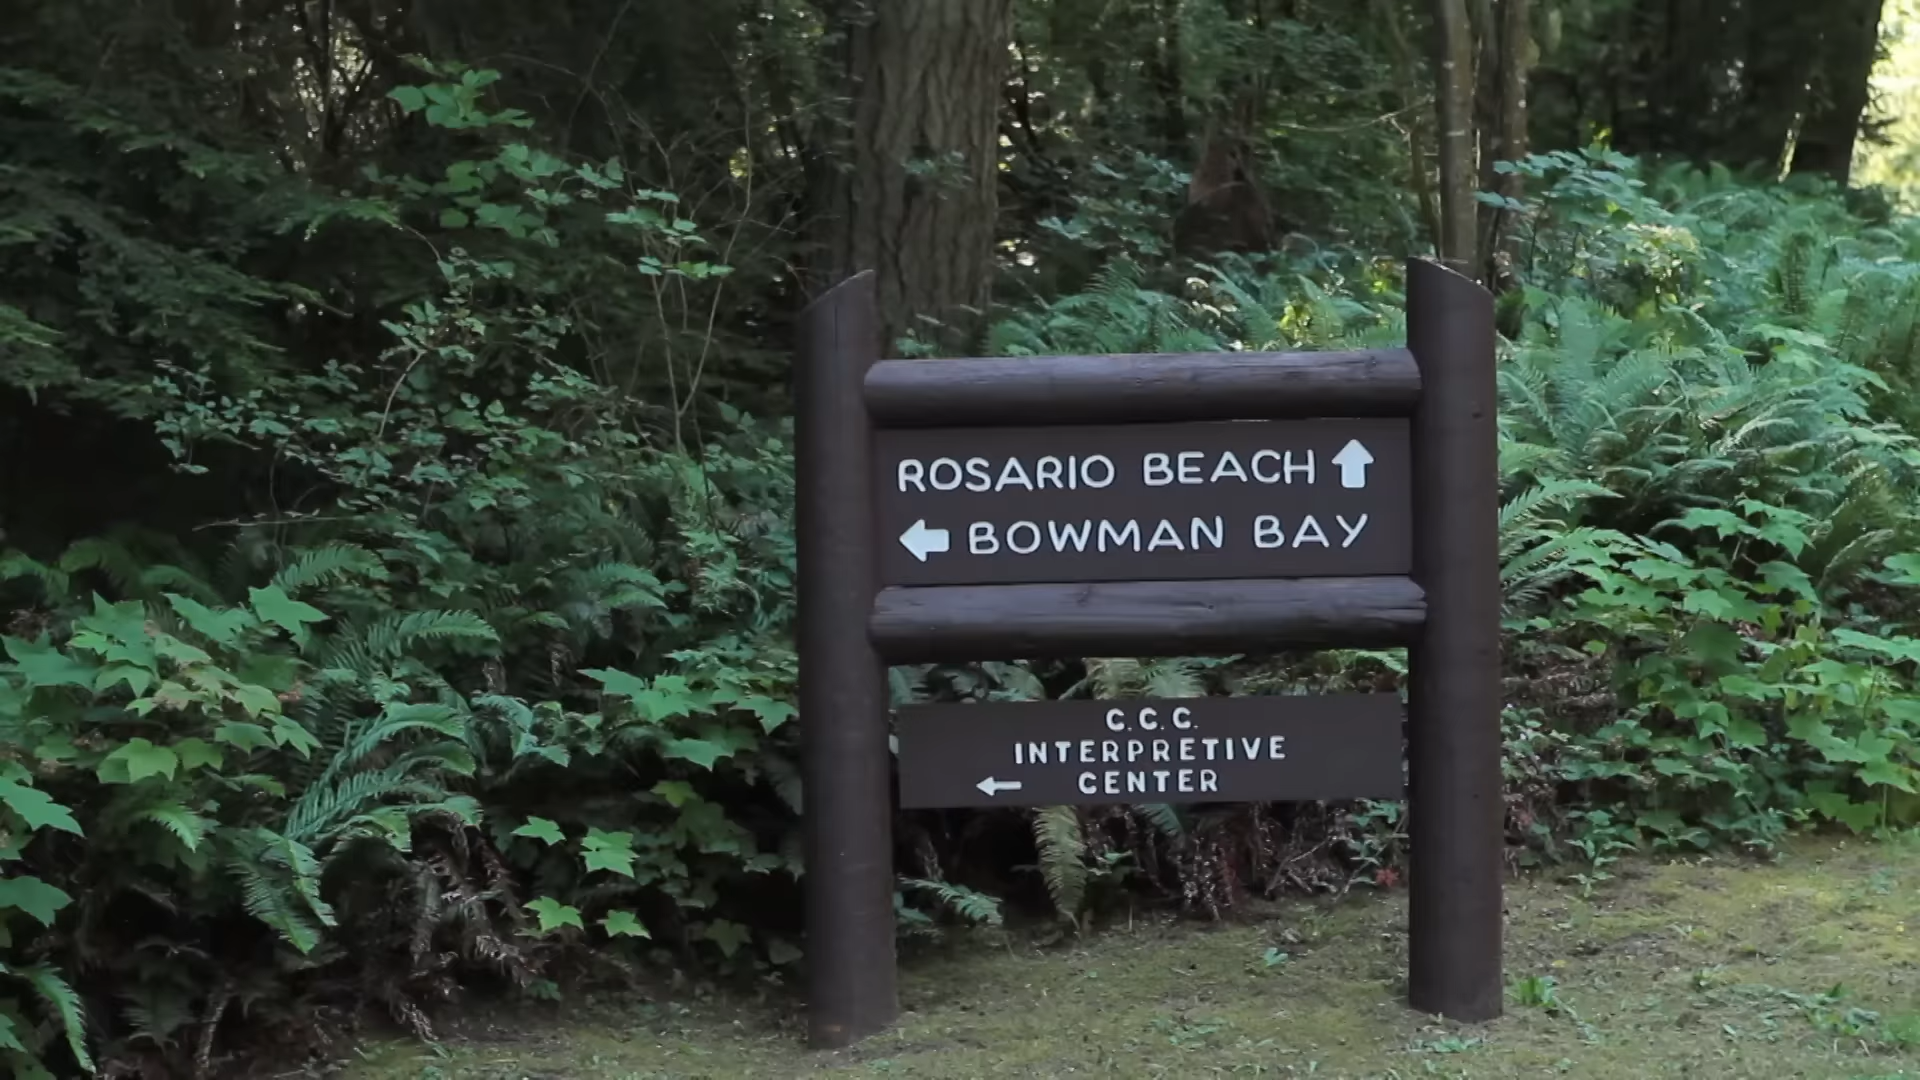 ROSARIO BEACH
BOWMAN BAY
C.C.C.
INTERPRETIVE
CENTER